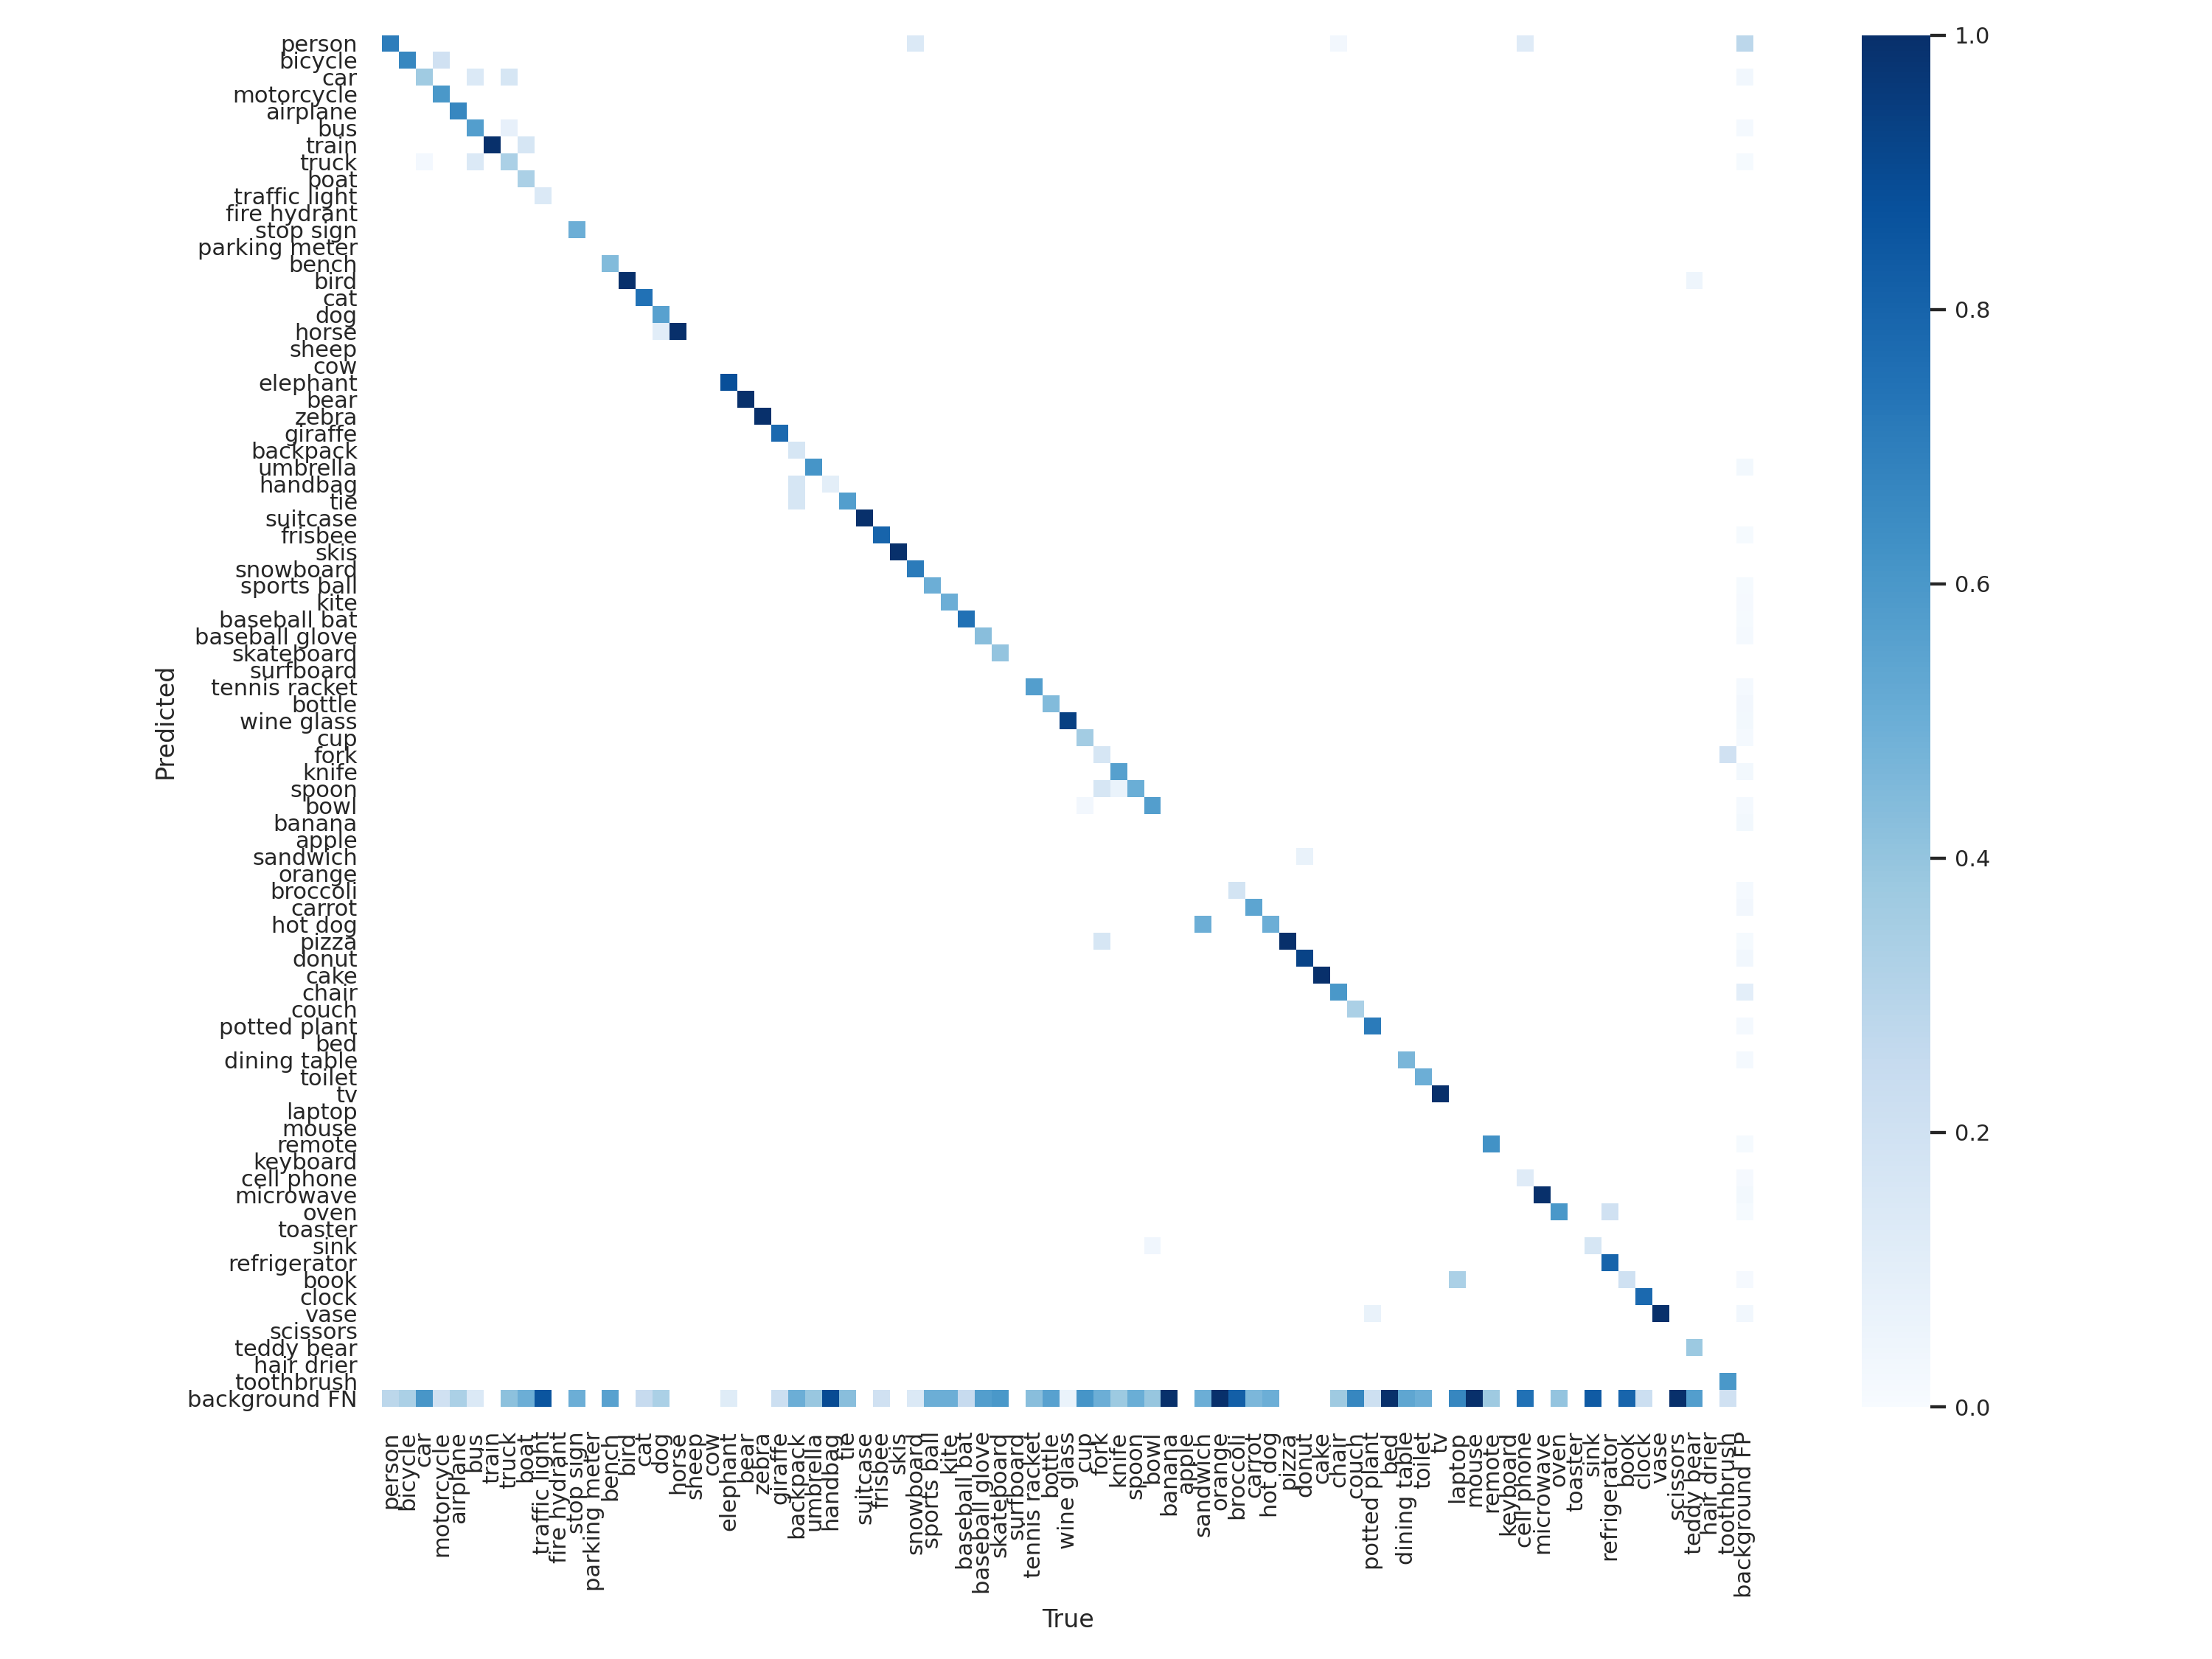 person
bicycle
car
motorcycle
airplane
bus
train
truck
boat
traffic light
fire hydrant
stop sign
parking meter
bench
bird
cat
dog
horse
sheep
cow
elephant
bear
zebra
giraffe
backpack
umbrella
handbag
tie
suitcase
frisbee
skis
snowboard
sports ball
kite
baseball bat
baseball glove
skateboard
surfboard
tennis racket
bottle
wine glass
cup
fork
knife
spoon
bowl
banana
apple
sandwich
orange
broccoli
carrot
hot dog
pizza
donut
cake
chair
couch
potted plant
bed
dining table
toilet
tv
laptop
mouse
remote
keyboard
cell phone
microwave
oven
toaster
sink
refrigerator
book
clock
vase
scissors
teddy bear
hair drier
toothbrush
background FN
Predicted
person
bicycle
car
motorcycle
airplane
bus
train
truck
boat
traffic light
fire hydrant
stop sign
parking meter
bench
bird
cat
dog
horse
sheep
cow
elephant
bear
zebra
giraffe
backpack
umbrella
handbag
tie
suitcase
frisbee
skis
snowboard
sports ball
kite
baseball bat
baseball glove
skateboard
surfboard
tennis racket
bottle
wine glass
cup
fork
knife
spoon
bowl
banana
apple
sandwich
orange
broccoli
carrot
hot dog
pizza
donut
cake
chair
couch
potted plant
bed
dining table
toilet
tv
laptop
mouse
remote
keyboard
cell phone
microwave
oven
toaster
sink
refrigerator
book
clock
vase
scissors
teddy bear
hair drier
toothbrush
background FP
True
1.0
0.8
0.6
0.4
0.2
0.0